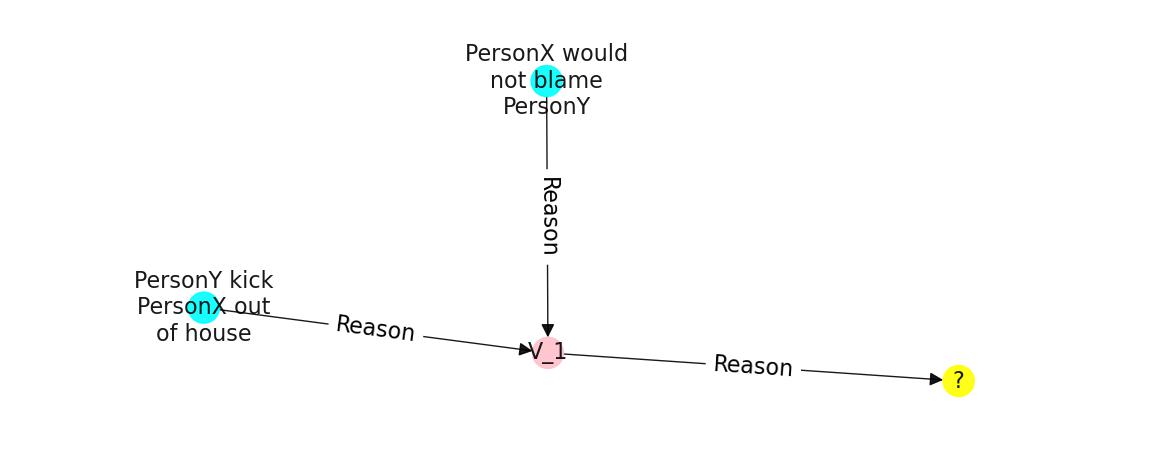 PersonX would
not blame
PersonY
Reason
PersonY kick
PersonX out
of house
Reason
V_1
Reason
?